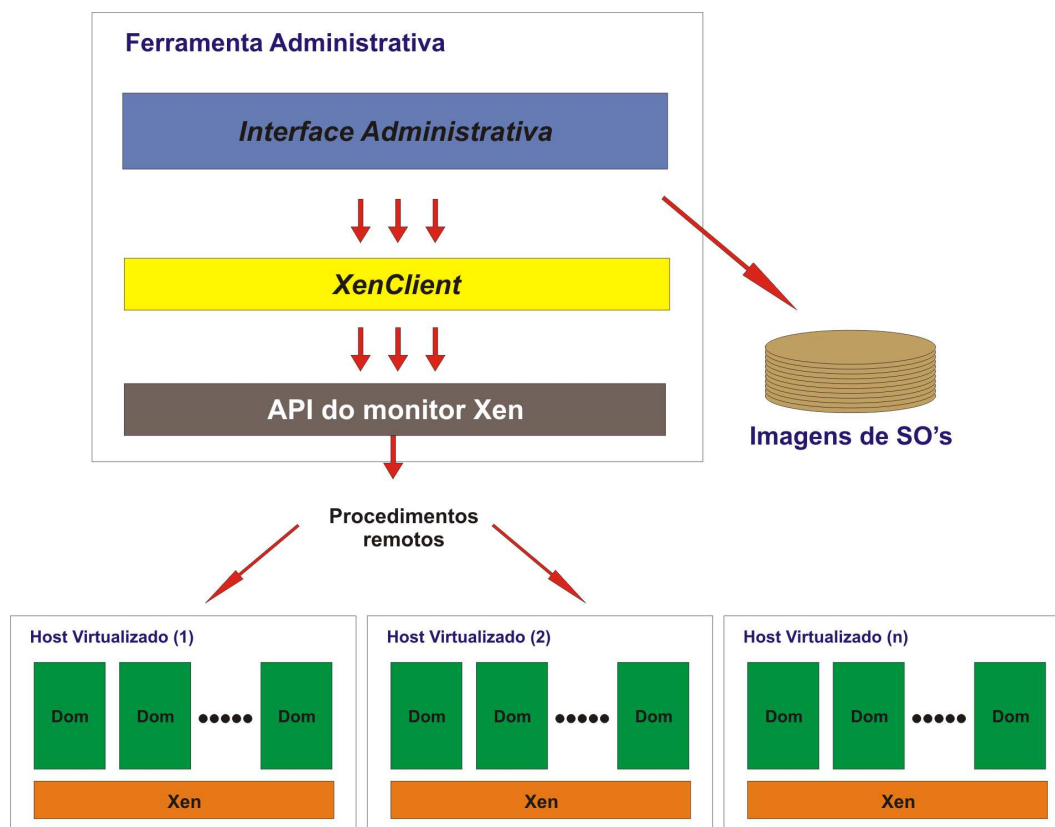 Ferramenta Administrativa
Interface Administrativa
XenClient
API do monitor Xen
Imagens de SO's
Procedimentos
remotos
Host Virtualizado (1)
Dom
Dom
Dom
Xen
Host Virtualizado (2)
Dom
Dom
Dom
Xen
Host Virtualizado (n)
Dom
Dom
Dom
Xen